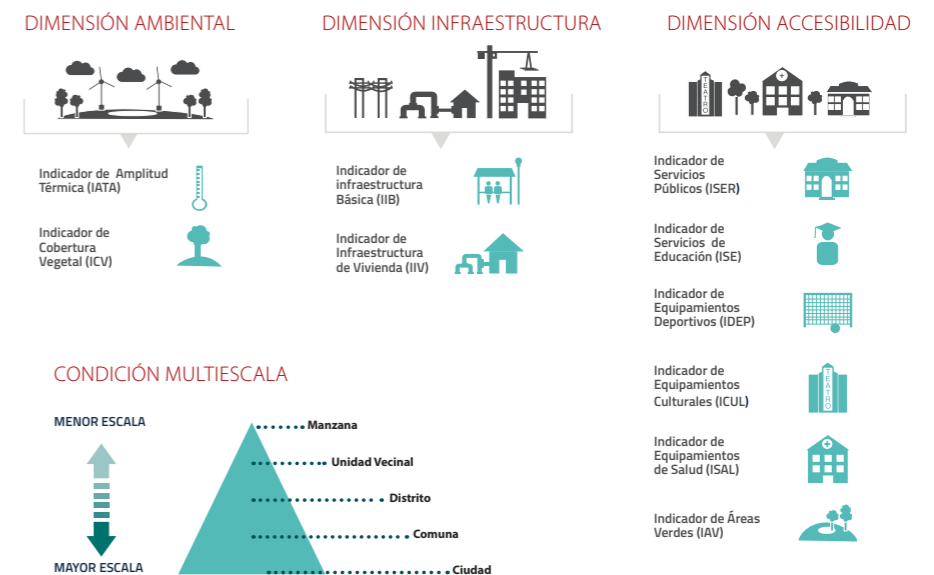 DIMENSIÓN AMBIENTAL
Indicador de Amplitud
Térmica (IATA)
Indicador de
Cobertura
Vegetal (ICV)
DIMENSIÓN INFRAESTRUCTURA
Indicador de
infraestructura
Básica (IIB)
Indicador de
Infraestructura
de Vivienda (IIV)
DIMENSIÓN ACCESIBILIDAD
TEATRO
Indicador de
Servicios
Públicos (ISER)
Indicador de
Servicios de
Educación (ISE)
Indicador de
Equipamientos
Deportivos (IDEP)
Indicador de
Equipamientos
Culturales (ICUL)
TEATRO
Indicador de
Equipamientos
de Salud (ISAL)
Indicador de Áreas
Verdes (IAV)
CONDICIÓN MULTIESCALA
MENOR ESCALA
MAYOR ESCALA
Manzana
Unidad Vecinal
Distrito
Comuna
Ciudad